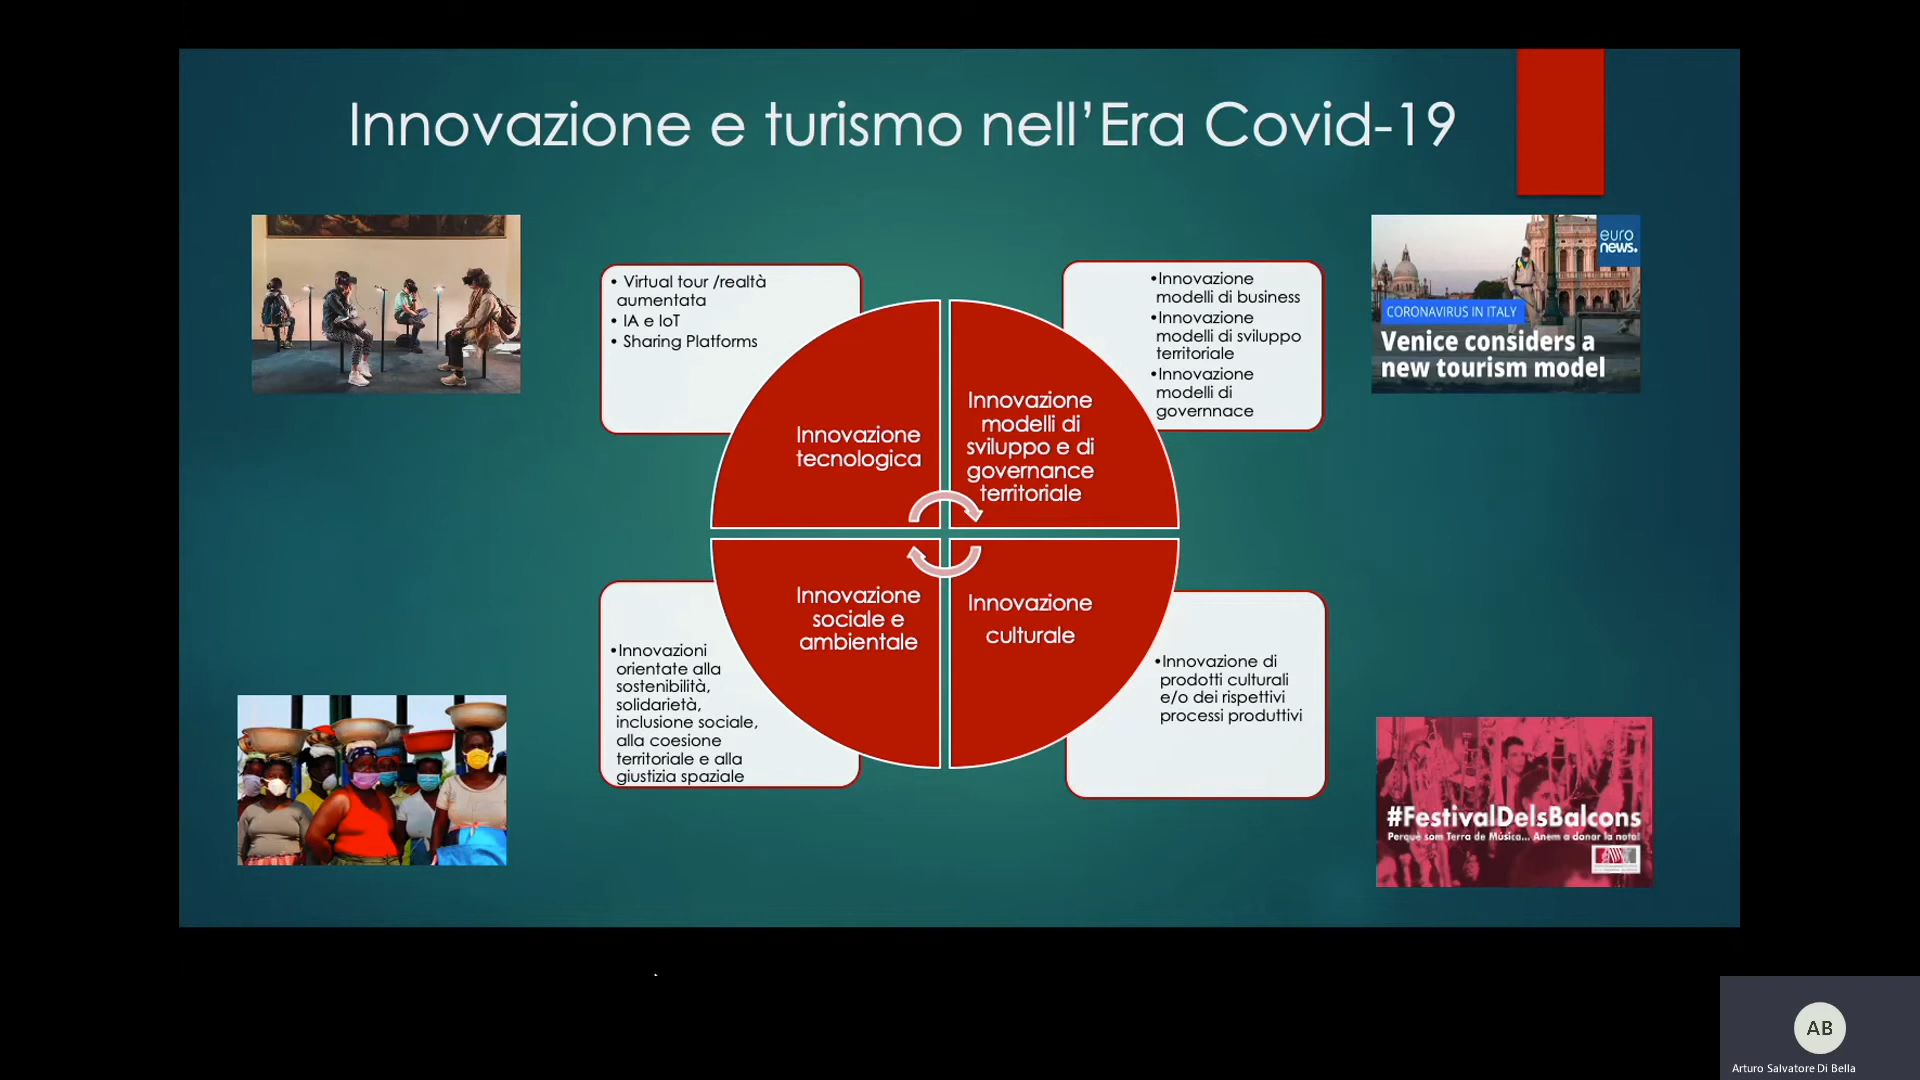 Innovazione e turismo nell’Era Covid-19
• Virtual tour /realtà
aumentata
• IA e IoT
• Sharing Platforms
•Innovazione
modelli di business
•Innovazione
modelli di sviluppo
territoriale
•Innovazione
modelli di
governnace
euro
news.
CORONAVIRUS IN ITALY
Venice considers a
new tourism model
Innovazione
tecnologica
Innovazione
modelli di
sviluppo e di
governance
territoriale
Innovazione
sociale e
ambientale
Innovazione
culturale
•Innovazioni
orientate alla
sostenibilità,
solidarietà,
inclusione sociale,
alla coesione
territoriale e alla
giustizia spaziale
•Innovazione di
prodotti culturali
e/o dei rispettivi
processi produttivi
#FestivalDelsBalcons
Perquè som Terra de Música... Anem a donar la nota!
AB
Arturo Salvatore Di Bella